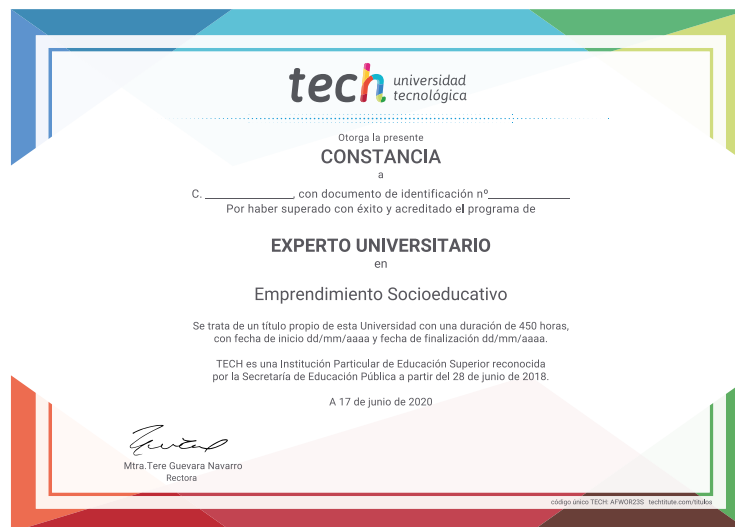 tech universidad
tecnológica
Otorga la presente
CONSTANCIA
a
C. ______________, con documento de identificación nº______________
Por haber superado con éxito y acreditado el programa de
EXPERTO UNIVERSITARIO
en
Emprendimiento Socioeducativo
Se trata de un título propio de esta Universidad con una duración de 450 horas,
con fecha de inicio dd/mm/aaaa y fecha de finalización dd/mm/aaaa.
TECH es una Institución Particular de Educación Superior reconocida
por la Secretaría de Educación Pública a partir del 28 de junio de 2018.
A 17 de junio de 2020
Mtra.Tere Guevara Navarro
Rectora
código único TECH: AFWOR23S techtitute.com/titulos